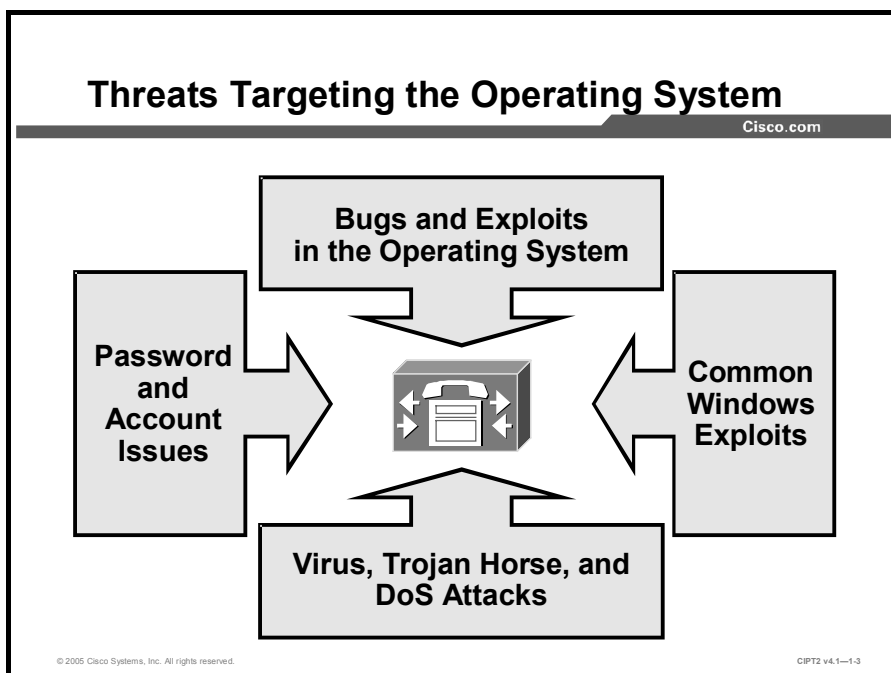 Threats Targeting the Operating System
Cisco.com
Bugs and Exploits
in the Operating System
Password
and
Account
Issues
Common
Windows
Exploits
Virus, Trojan Horse, and
DoS Attacks
© 2005 Cisco Systems, Inc. All rights reserved.
CIPT2 v4.1—1-3